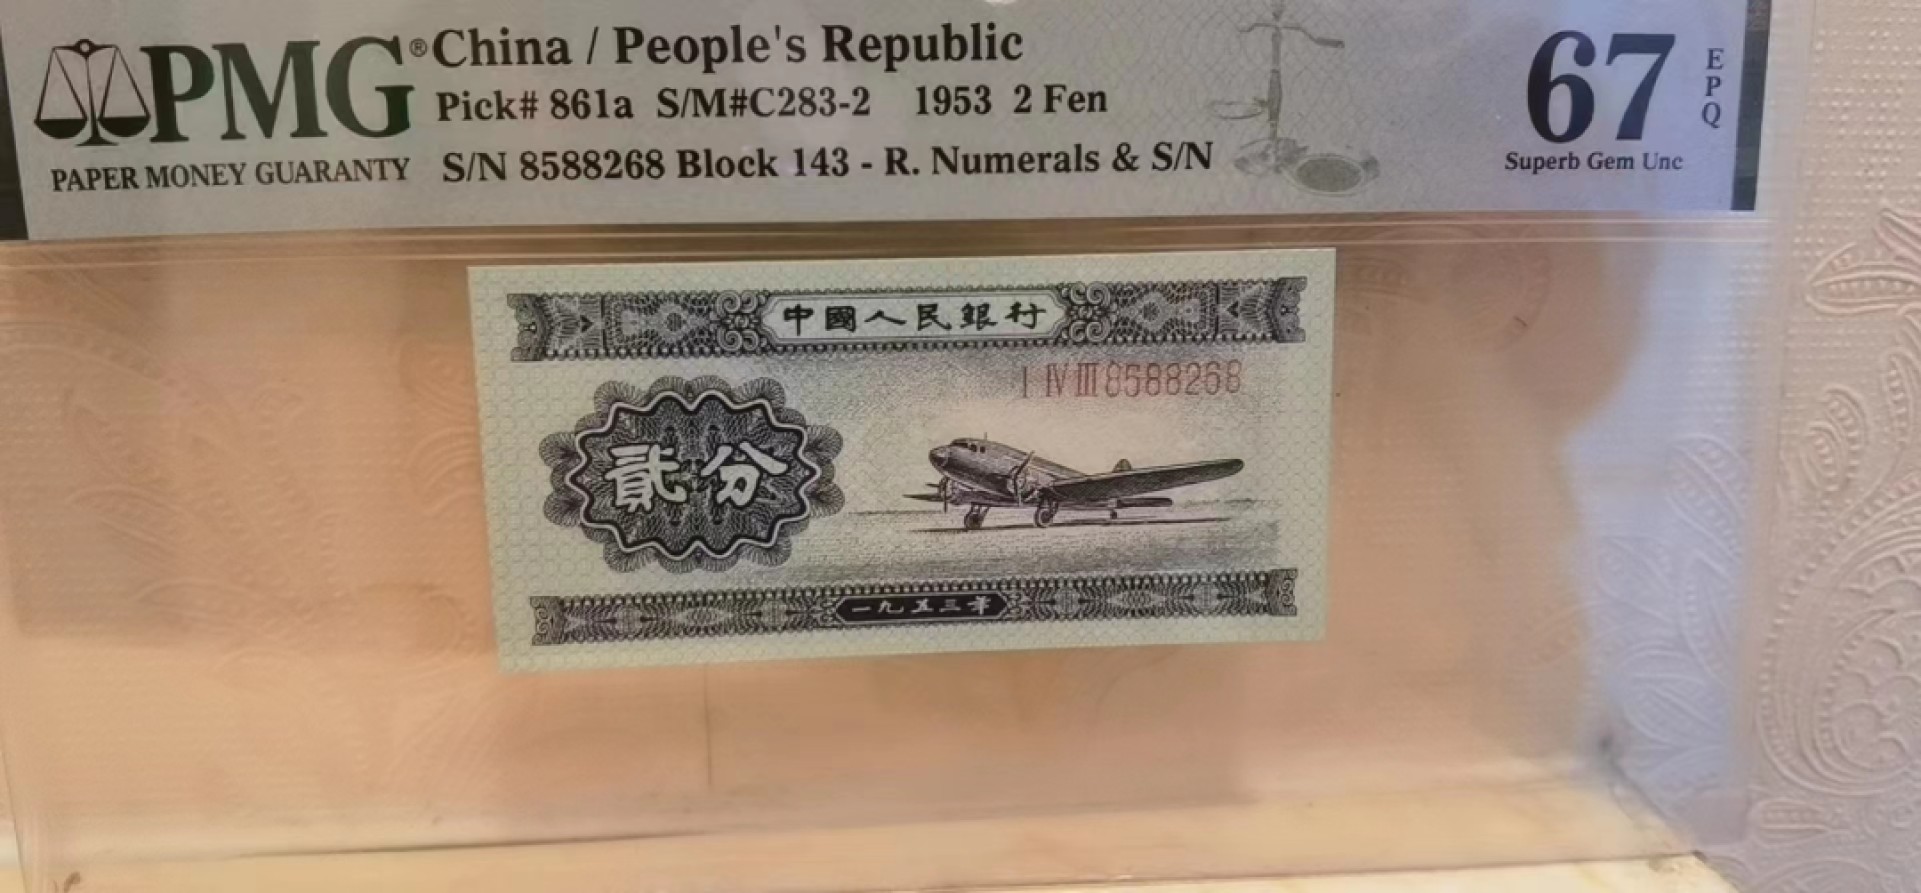 PMG® China / People's Republic
Pick# 861a S/M#C283-2 1953 2 Fen
PAPER MONEY GUARANTY S/N 8588268 Block 143 - R. Numerals & S/N
67 EPQ
Superb Gem Unc
中國人民銀行
I IV III 8588268
貳分
一九五三年